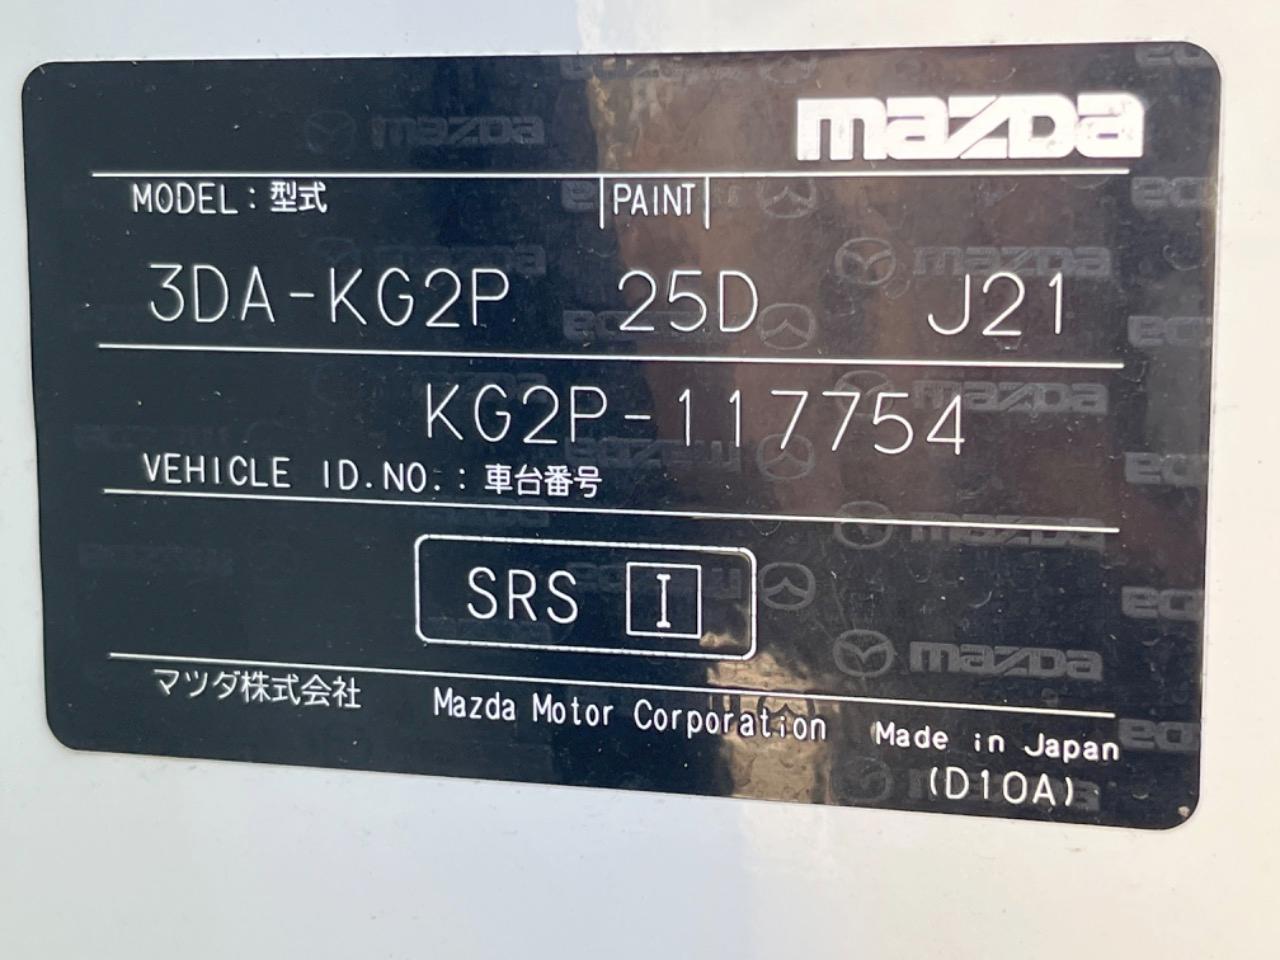 mazda
MODEL：型式 PAINT
3DA-KG2P 25D J21
KG2P-117754
VEHICLE ID.NO.：車台番号
SRS I
マツダ株式会社 Mazda Motor Corporation Made in Japan
(D10A)